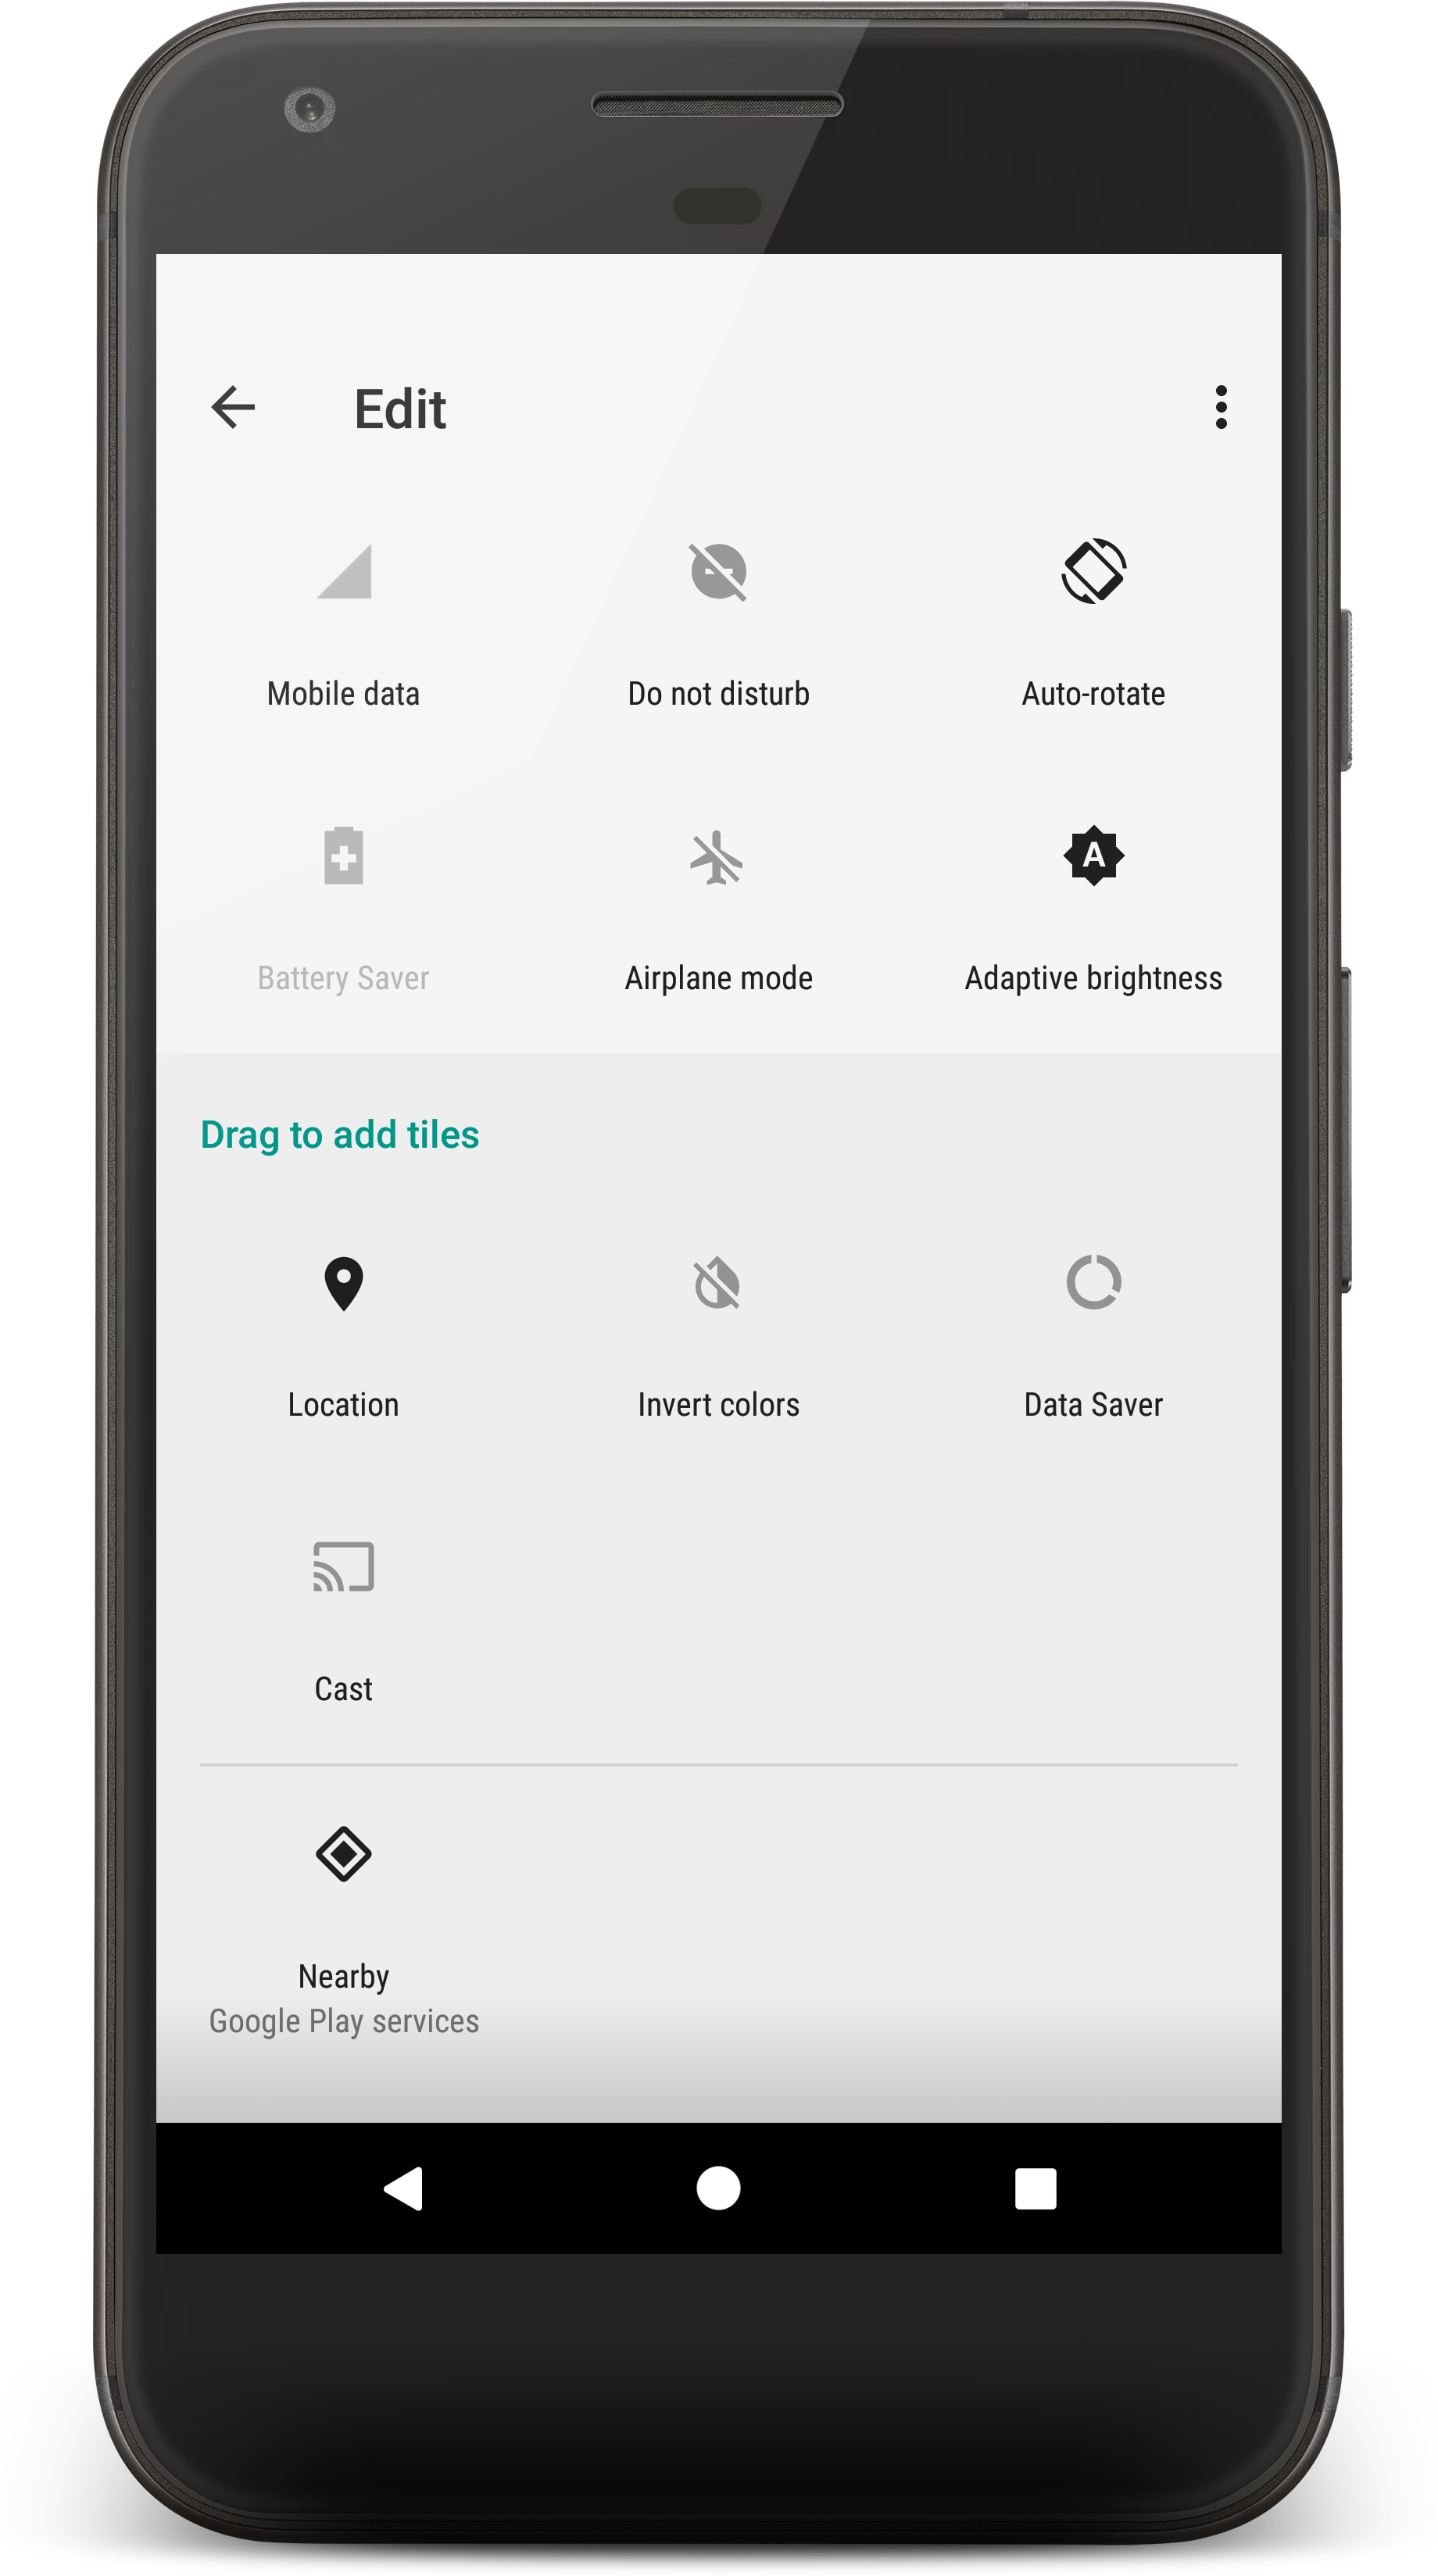 Edit
Mobile data
Do not disturb
Auto-rotate
Battery Saver
Airplane mode
A
Adaptive brightness
Drag to add tiles
Location
Invert colors
Data Saver
Cast
Nearby
Google Play services